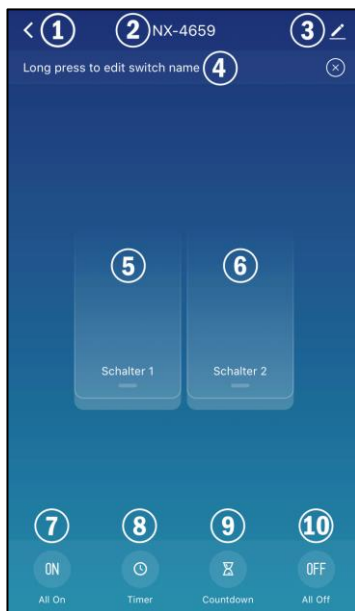 1 2 NX-4659 3
Long press to edit switch name 4
5 6
Schalter 1 Schalter 2
7 8 9 10
ON OFF
All On Timer Countdown All Off